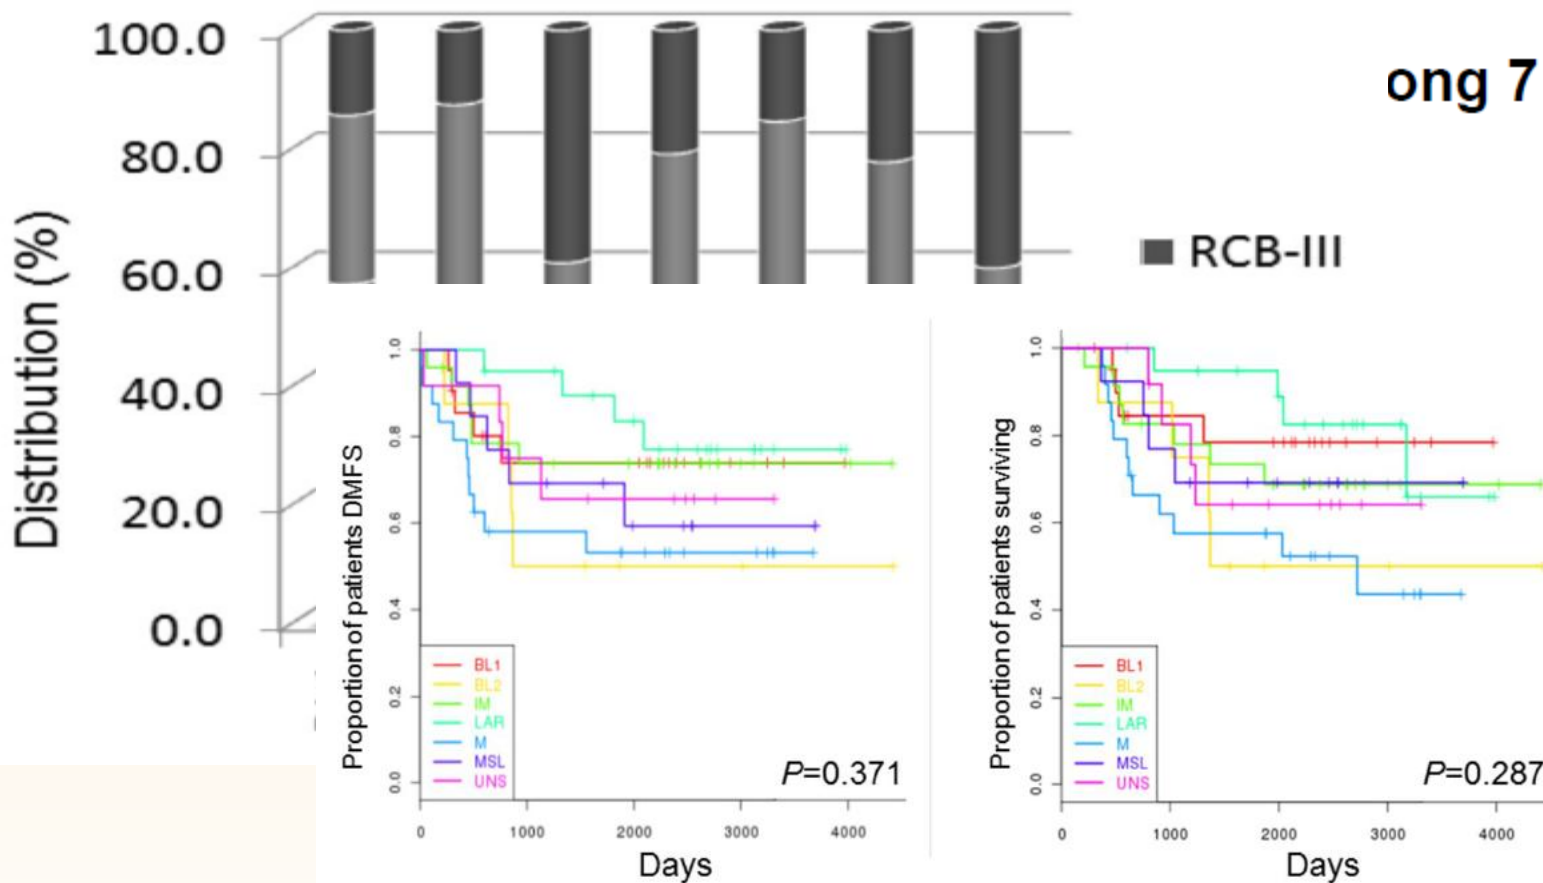 100.0
80.0
60.0
40.0
20.0
0.0
Distribution (%)
ong 7
RCB-III
Proportion of patients DMFS
1.0
0.8
0.6
0.4
0.2
0.0
BL1
BL2
IM
LAR
M
MSL
UNS
P=0.371
0 1000 2000 3000 4000
Days
Proportion of patients surviving
1.0
0.8
0.6
0.4
0.2
0.0
BL1
BL2
IM
LAR
M
MSL
UNS
P=0.287
0 1000 2000 3000 4000
Days